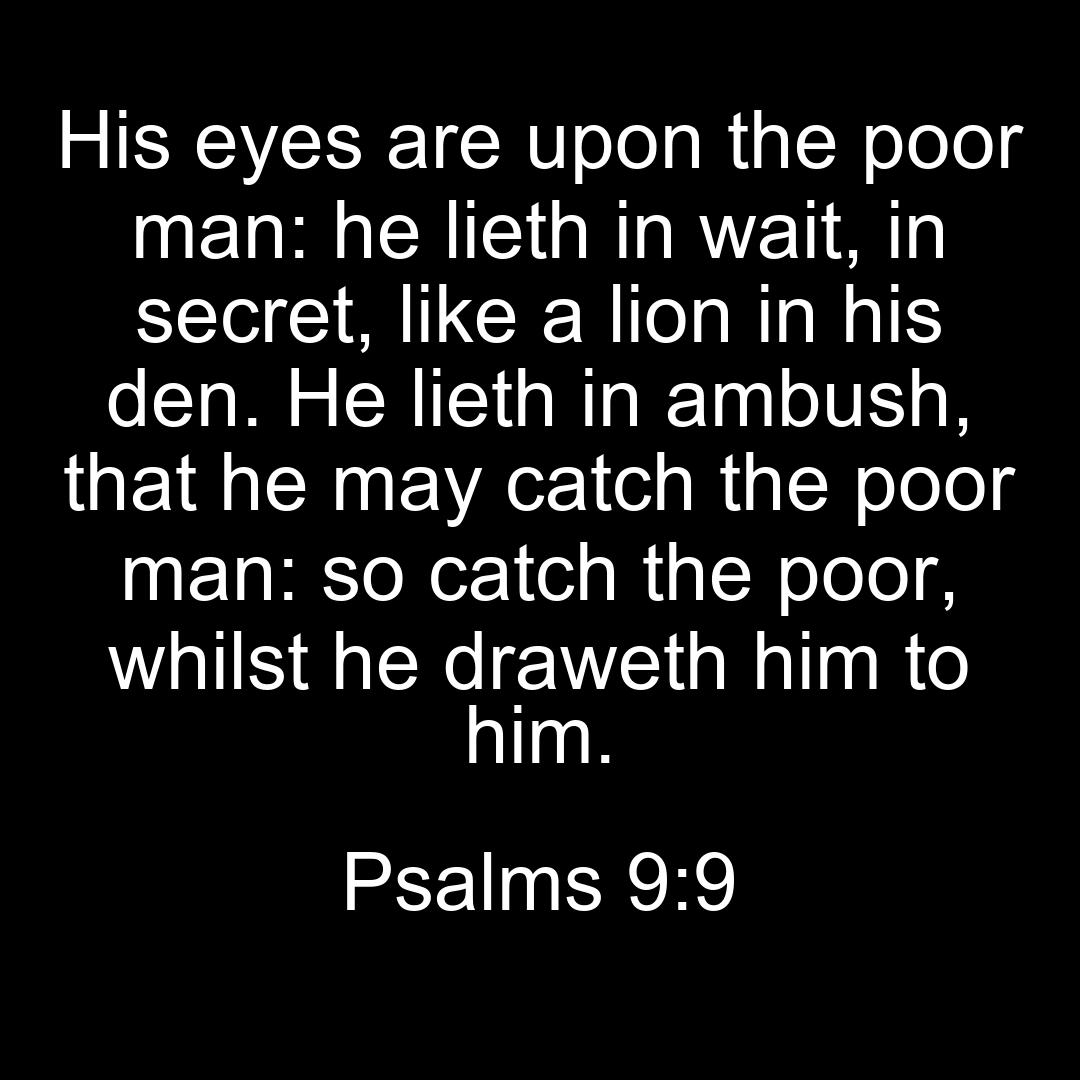 His eyes are upon the poor
man: he lieth in wait, in
secret, like a lion in his
den. He lieth in ambush,
that he may catch the poor
man: so catch the poor,
whilst he draweth him to
him.
Psalms 9:9